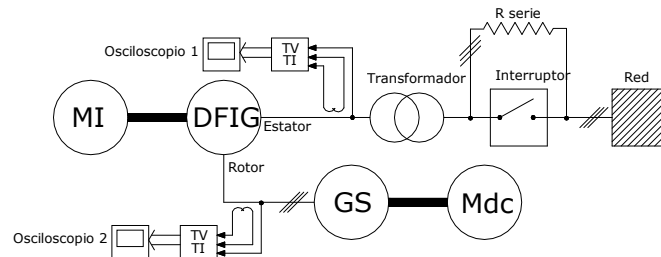 R serie
Osciloscopio 1
TV
TI
Transformador
Interruptor
Red
MI
DFIG
Estator
Rotor
GS
Mdc
Osciloscopio 2
TV
TI